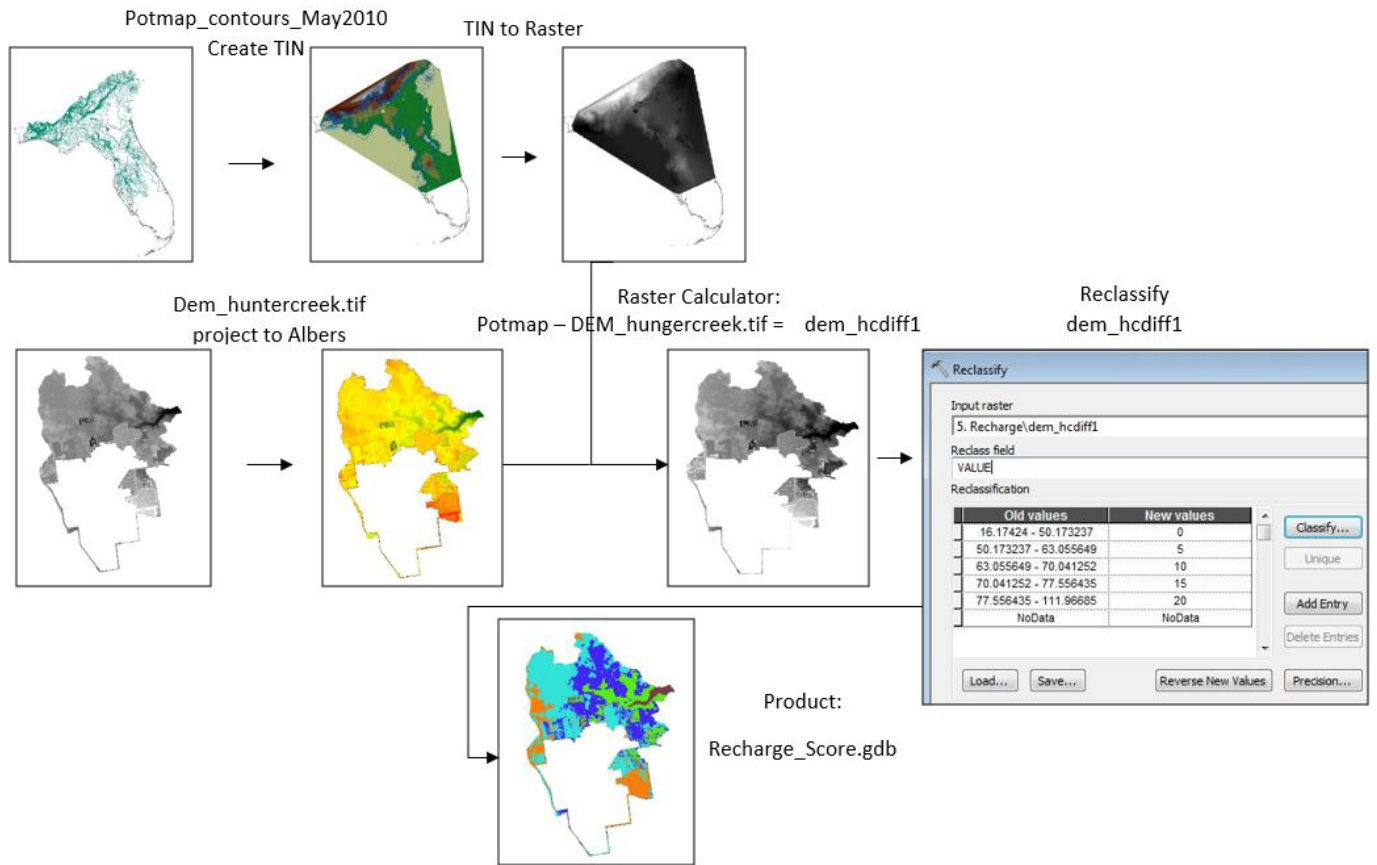 Potmap_contours_May2010
Create TIN
TIN to Raster
Dem_huntercreek.tif
project to Albers
Raster Calculator:
Potmap – DEM_hungercreek.tif = dem_hcdiff1
Reclassify
dem_hcdiff1
Reclassify
Input raster
5. Recharge\dem_hcdiff1
Reclass field
VALUE
Reclassification
Old values New values
16.17424 - 50.173237 0
50.173237 - 63.055649 5
63.055649 - 70.041252 10
70.041252 - 77.556435 15
77.556435 - 111.96685 20
NoData NoData
Classify...
Unique
Add Entry
Delete Entries
Load... Save... Reverse New Values Precision...
Product:
Recharge_Score.gdb